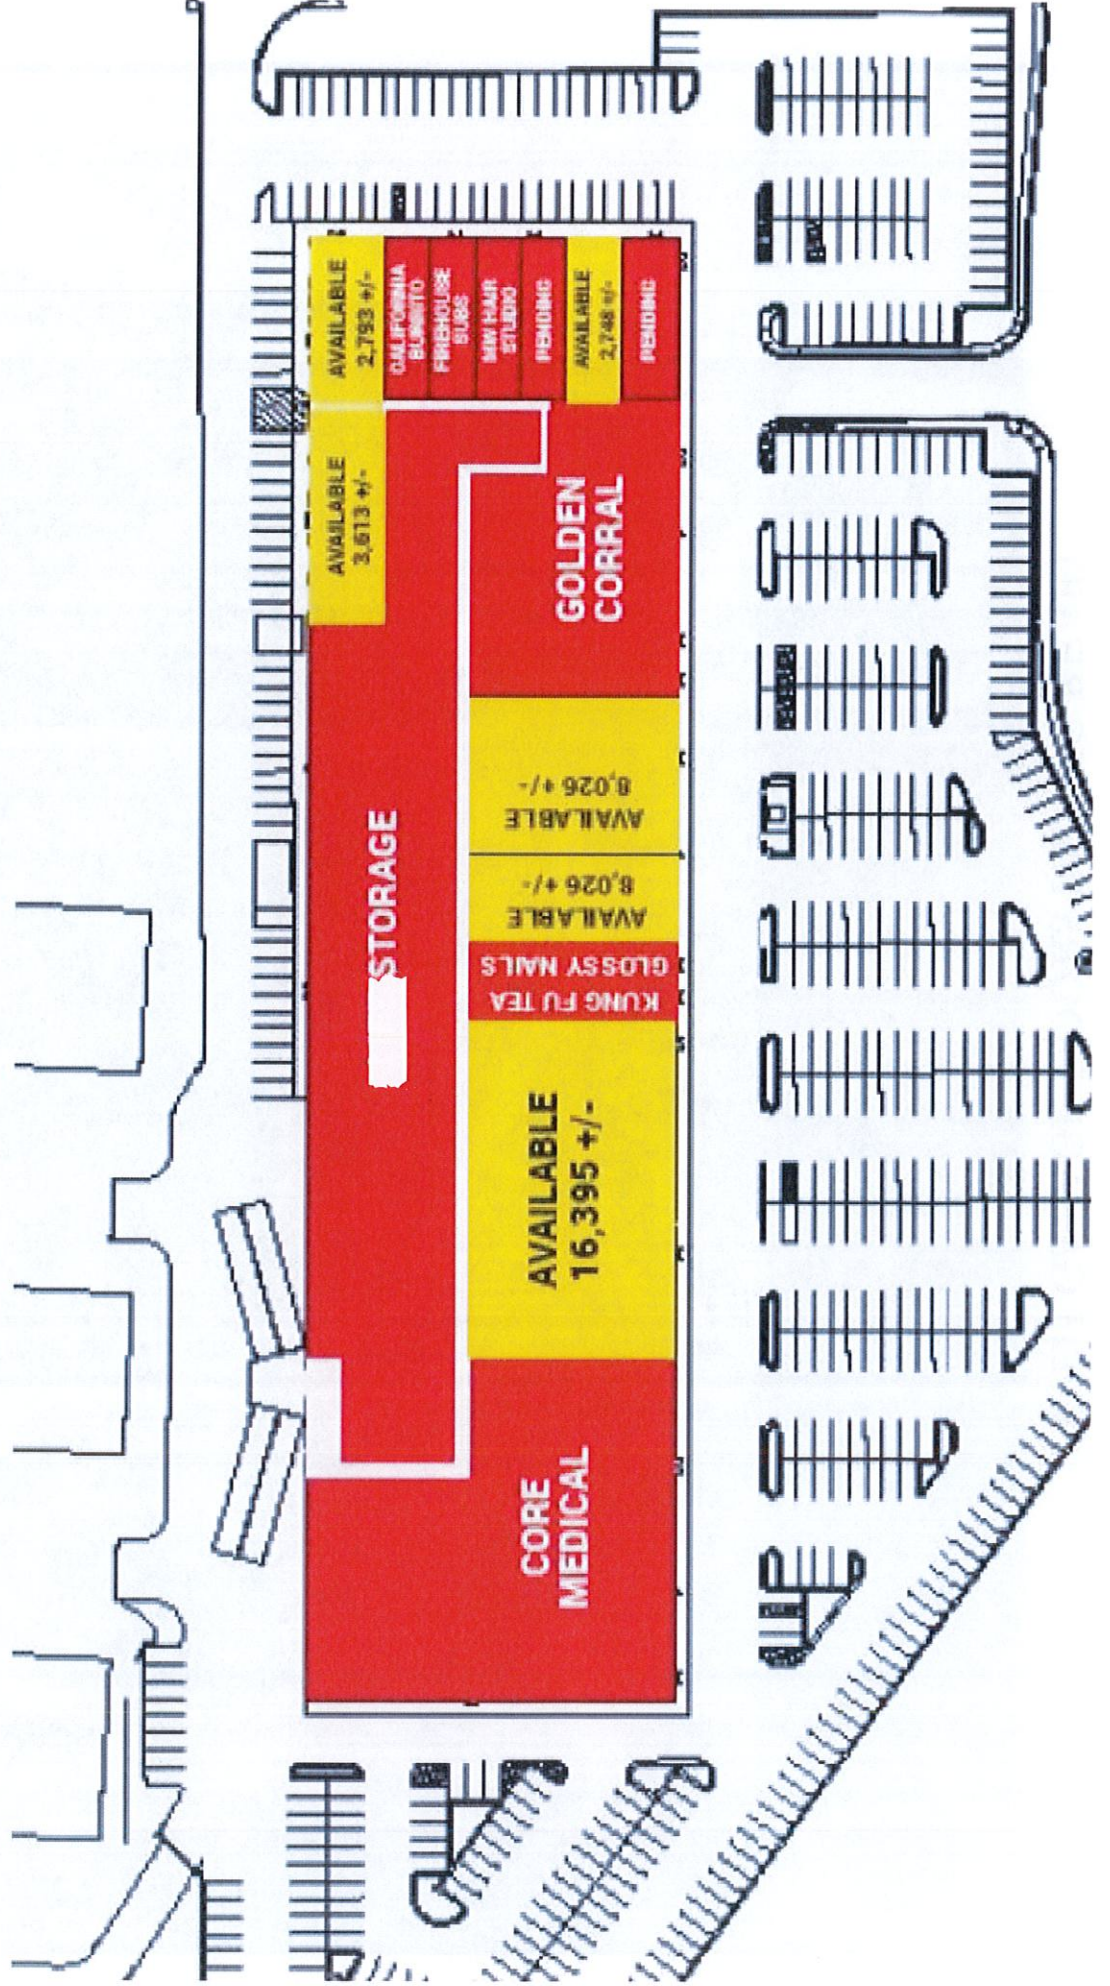 AVAILABLE
2,793 +/-
CALIFORNIA
BURRITO
FIREHOUSE
SUBS
HAIR
STUDIO
PENDING
AVAILABLE
2,748 +/-
PENDING
AVAILABLE
3,613 +/-
GOLDEN
CORRAL
STORAGE
AVAILABLE
8,026 +/-
AVAILABLE
8,026 +/-
GLOSSY NAILS
KUNG FU TEA
AVAILABLE
16,395 +/-
CORE
MEDICAL